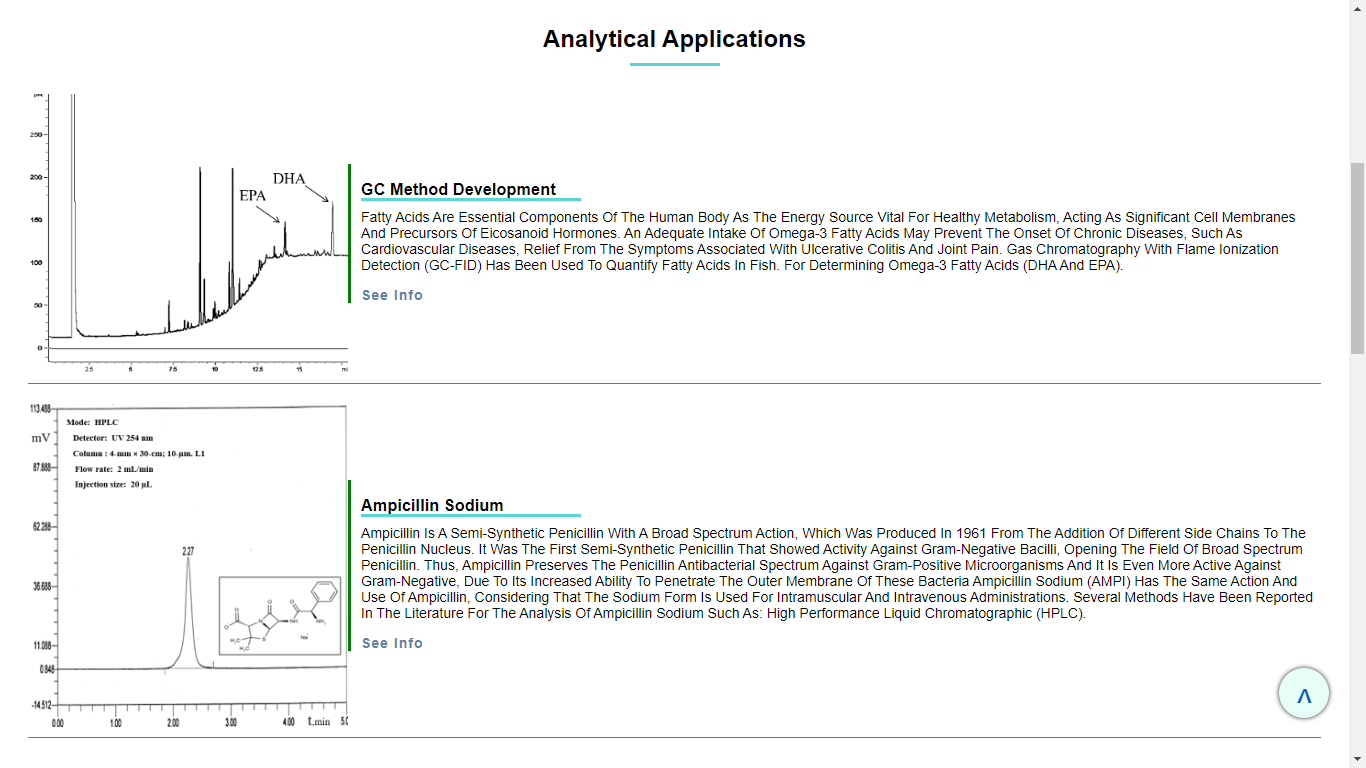 Analytical Applications
250
200
150
100
50
0
2.5 5 7.5 10 12.5 15
EPA
DHA
GC Method Development
Fatty Acids Are Essential Components Of The Human Body As The Energy Source Vital For Healthy Metabolism, Acting As Significant Cell Membranes
And Precursors Of Eicosanoid Hormones. An Adequate Intake Of Omega-3 Fatty Acids May Prevent The Onset Of Chronic Diseases, Such As
Cardiovascular Diseases, Relief From The Symptoms Associated With Ulcerative Colitis And Joint Pain. Gas Chromatography With Flame Ionization
Detection (GC-FID) Has Been Used To Quantify Fatty Acids In Fish. For Determining Omega-3 Fatty Acids (DHA And EPA).
See Info
113.488
mV
87.888
62.288
36.688
11.088
0.848
-14.512
0.00 1.00 2.00 3.00 4.00 t,min 5.0
Mode: HPLC
Detector: UV 254 nm
Column : 4-mm × 30-cm; 10-µm. L1
Flow rate: 2 mL/min
Injection size: 20 µL
2.27
Ampicillin Sodium
Ampicillin Is A Semi-Synthetic Penicillin With A Broad Spectrum Action, Which Was Produced In 1961 From The Addition Of Different Side Chains To The
Penicillin Nucleus. It Was The First Semi-Synthetic Penicillin That Showed Activity Against Gram-Negative Bacilli, Opening The Field Of Broad Spectrum
Penicillin. Thus, Ampicillin Preserves The Penicillin Antibacterial Spectrum Against Gram-Positive Microorganisms And It Is Even More Active Against
Gram-Negative, Due To Its Increased Ability To Penetrate The Outer Membrane Of These Bacteria Ampicillin Sodium (AMPI) Has The Same Action And
Use Of Ampicillin, Considering That The Sodium Form Is Used For Intramuscular And Intravenous Administrations. Several Methods Have Been Reported
In The Literature For The Analysis Of Ampicillin Sodium Such As: High Performance Liquid Chromatographic (HPLC).
See Info